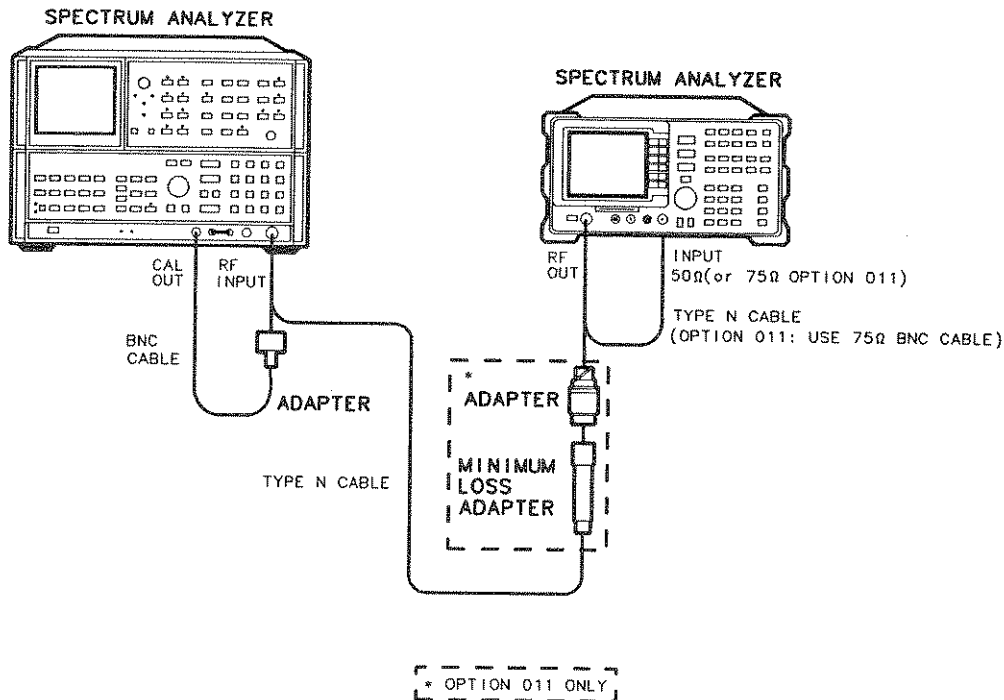 SPECTRUM ANALYZER
SPECTRUM ANALYZER
CAL
OUT
RF
INPUT
RF
OUT
INPUT
50Ω(or 75Ω OPTION 011)
BNC
CABLE
TYPE N CABLE
(OPTION 011: USE 75Ω BNC CABLE)
ADAPTER
*
ADAPTER
MINIMUM
LOSS
ADAPTER
TYPE N CABLE
* OPTION 011 ONLY